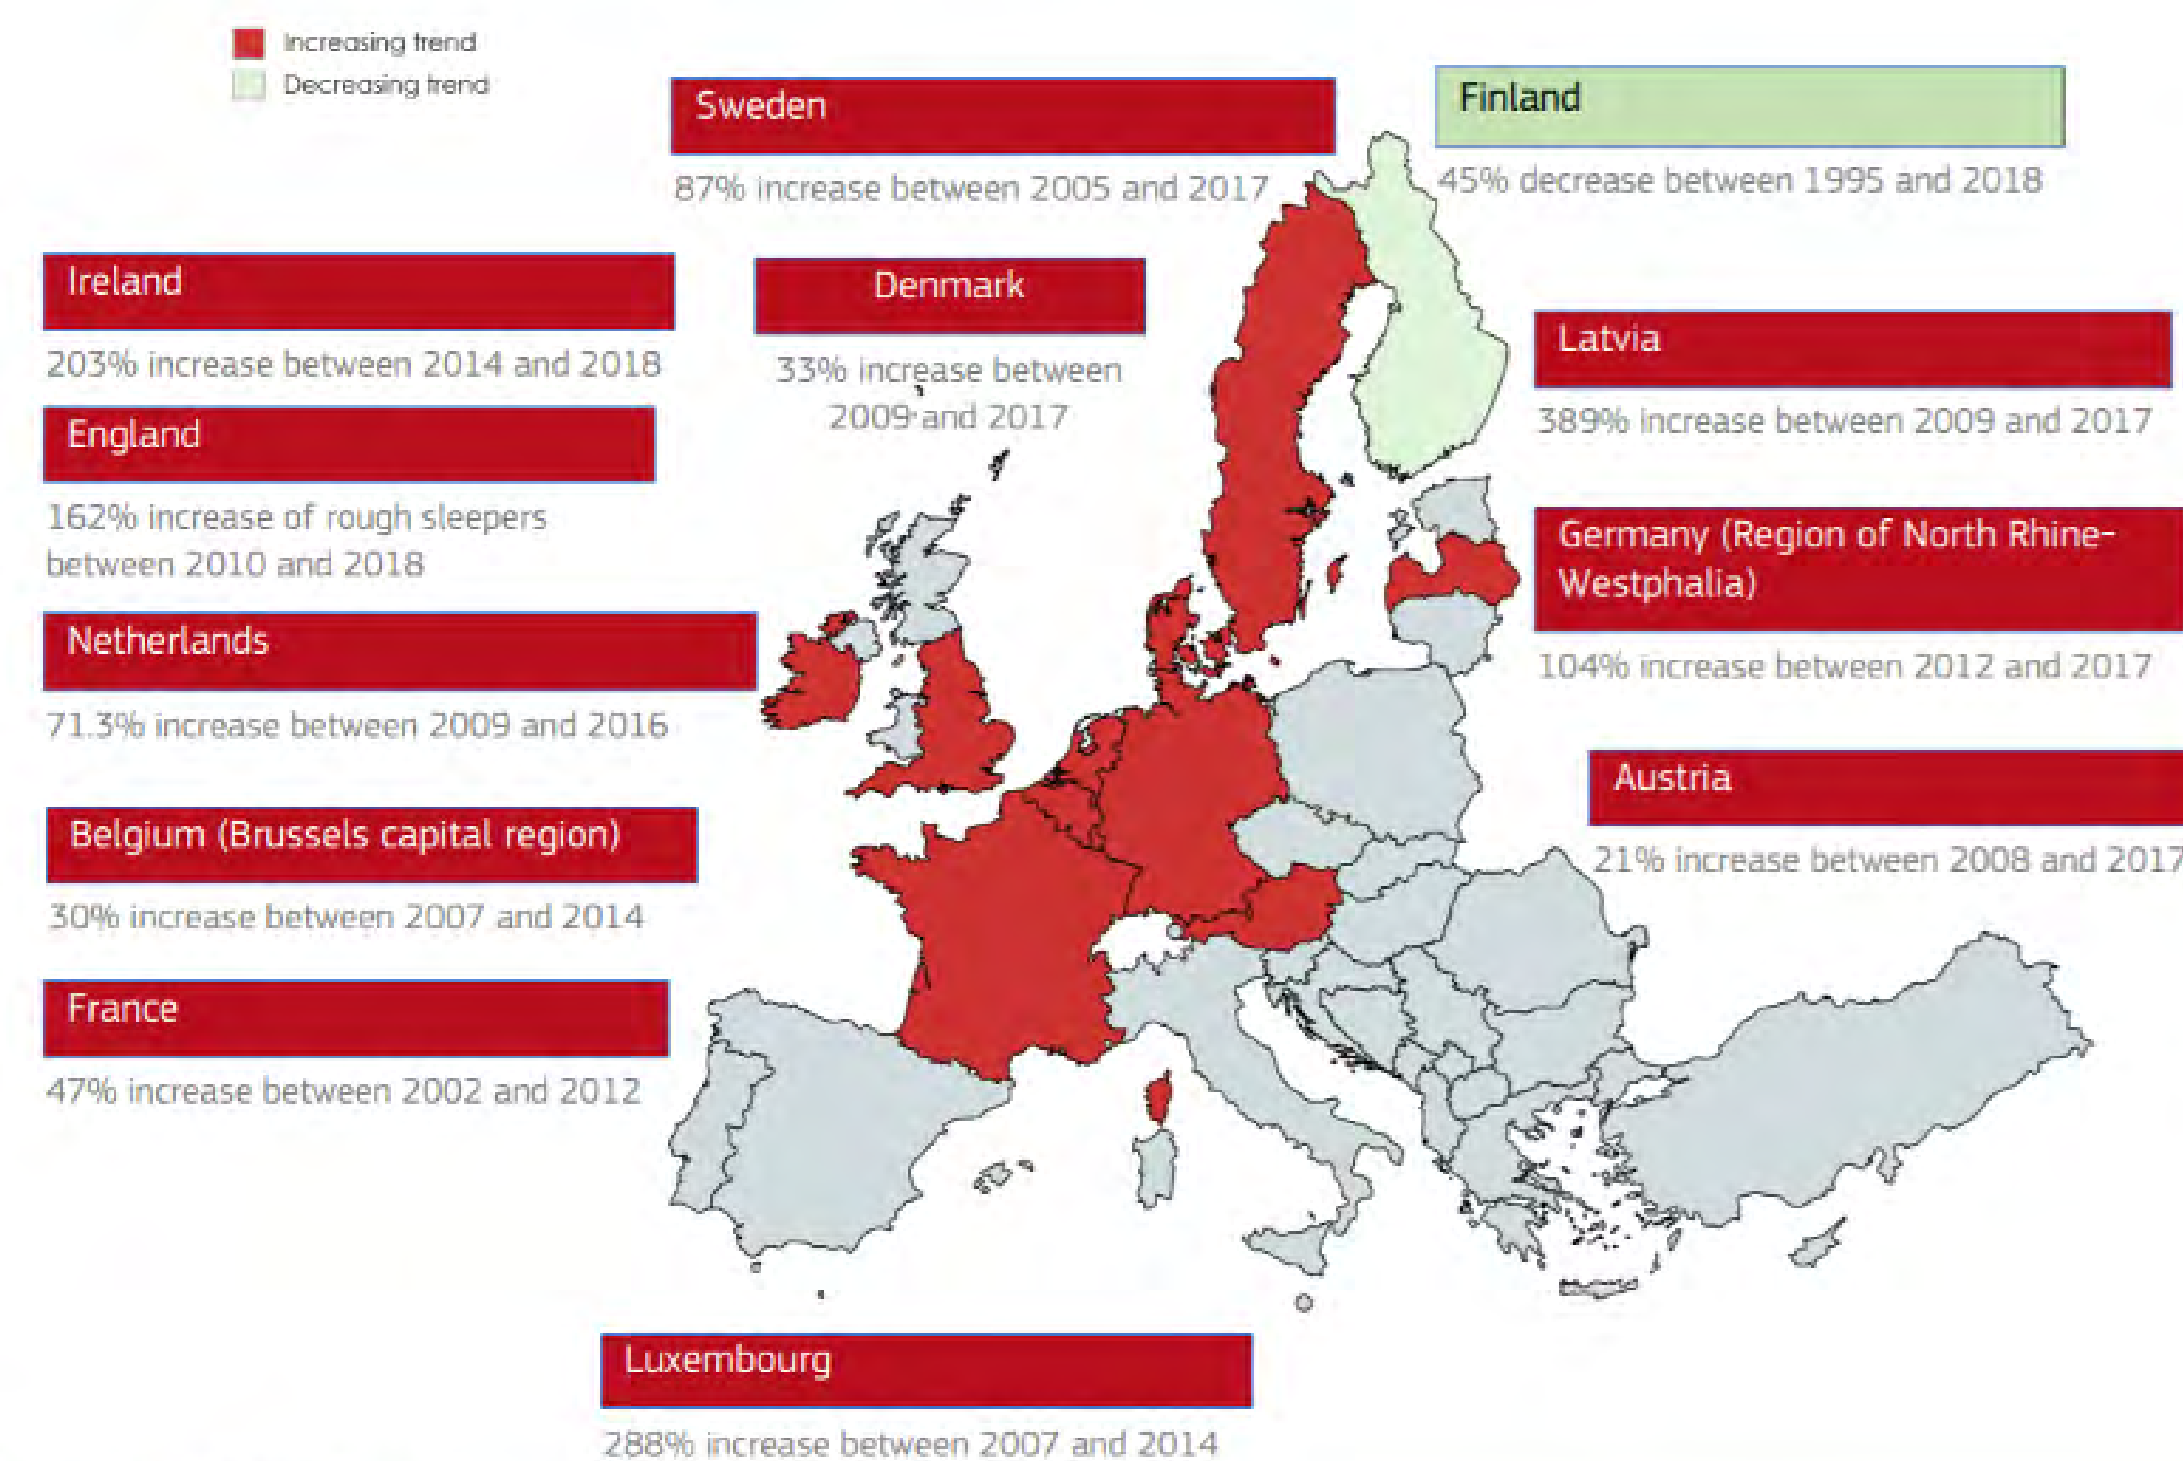 Increasing trend
Decreasing trend
Sweden
87% increase between 2005 and 2017
Finland
45% decrease between 1995 and 2018
Ireland
203% increase between 2014 and 2018
Denmark
33% increase between
2009 and 2017
Latvia
389% increase between 2009 and 2017
England
162% increase of rough sleepers
between 2010 and 2018
Germany (Region of North Rhine-
Westphalia)
104% increase between 2012 and 2017
Netherlands
71.3% increase between 2009 and 2016
Austria
21% increase between 2008 and 2017
Belgium (Brussels capital region)
30% increase between 2007 and 2014
France
47% increase between 2002 and 2012
Luxembourg
288% increase between 2007 and 2014